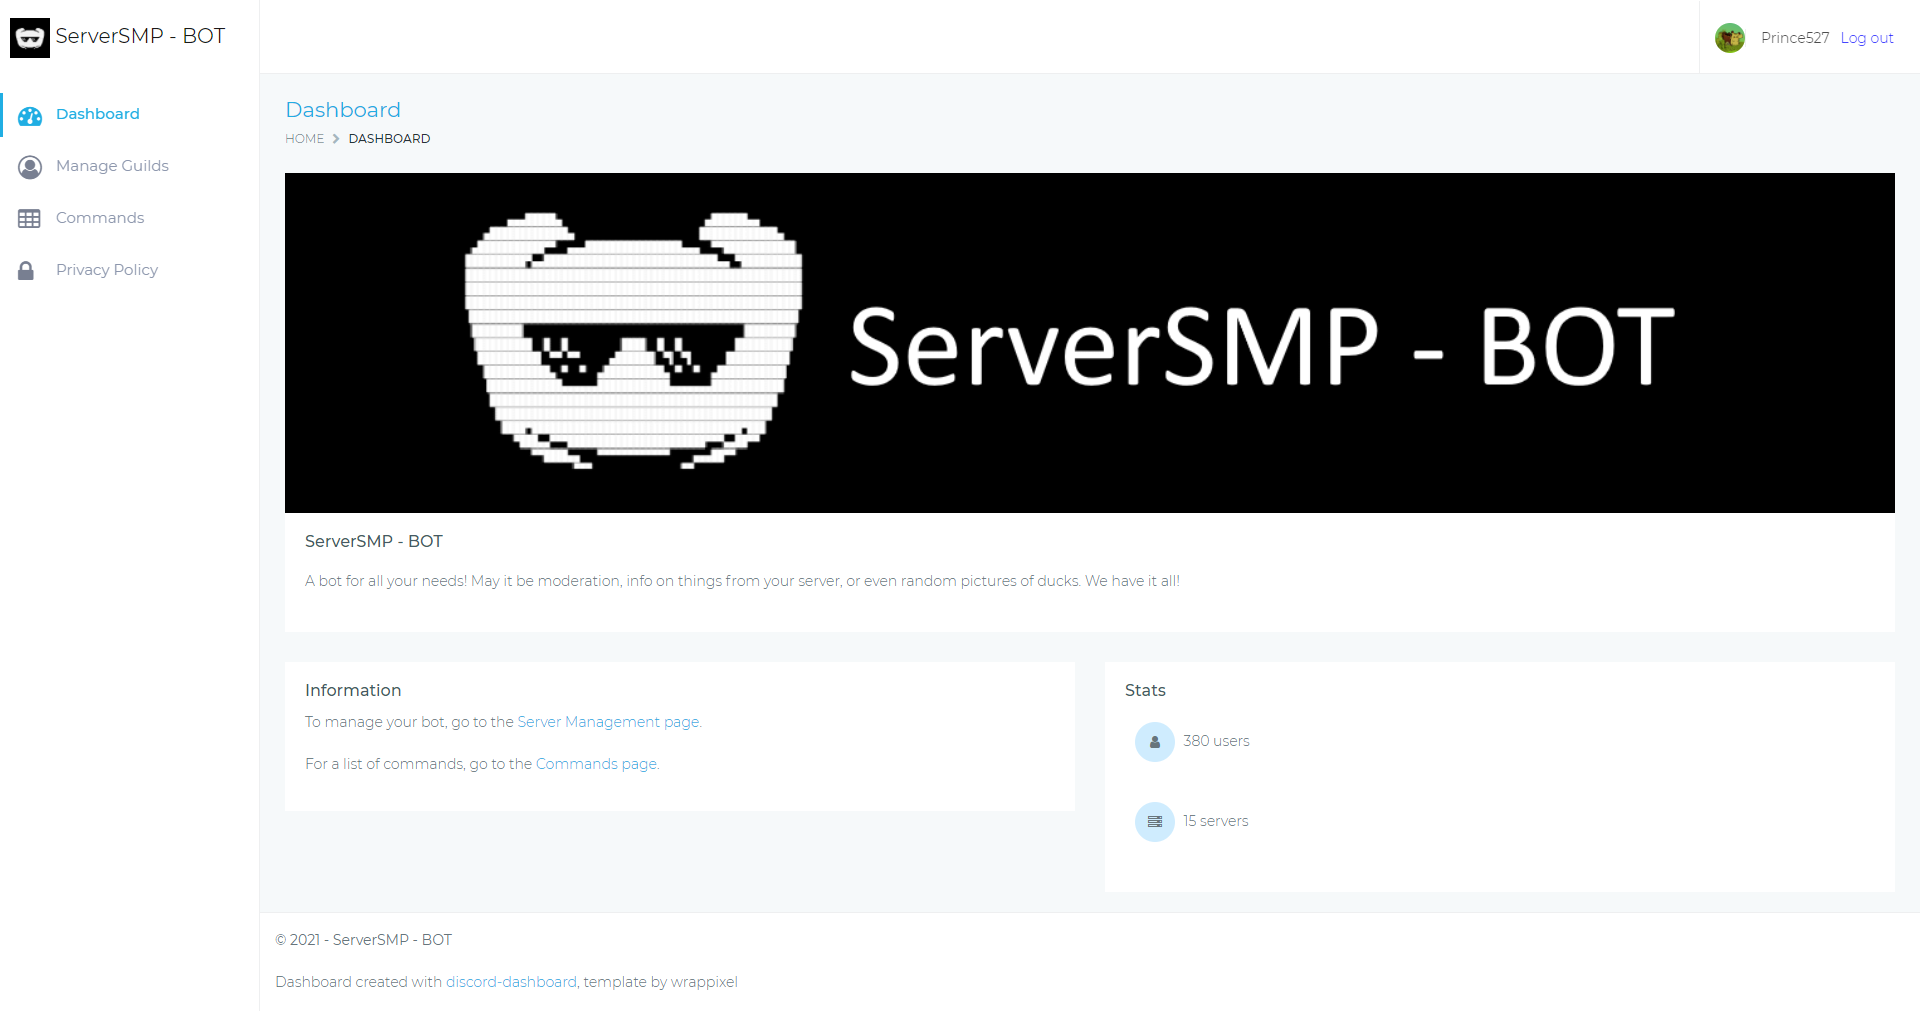 ServerSMP - BOT
Prince527 Log out
Dashboard
Manage Guilds
Commands
Privacy Policy
Dashboard
HOME DASHBOARD
ServerSMP - BOT
ServerSMP - BOT
A bot for all your needs! May it be moderation, info on things from your server, or even random pictures of ducks. We have it all!
Information
To manage your bot, go to the Server Management page.
For a list of commands, go to the Commands page.
Stats
380 users
15 servers
© 2021 - ServerSMP - BOT
Dashboard created with discord-dashboard, template by wrappixel